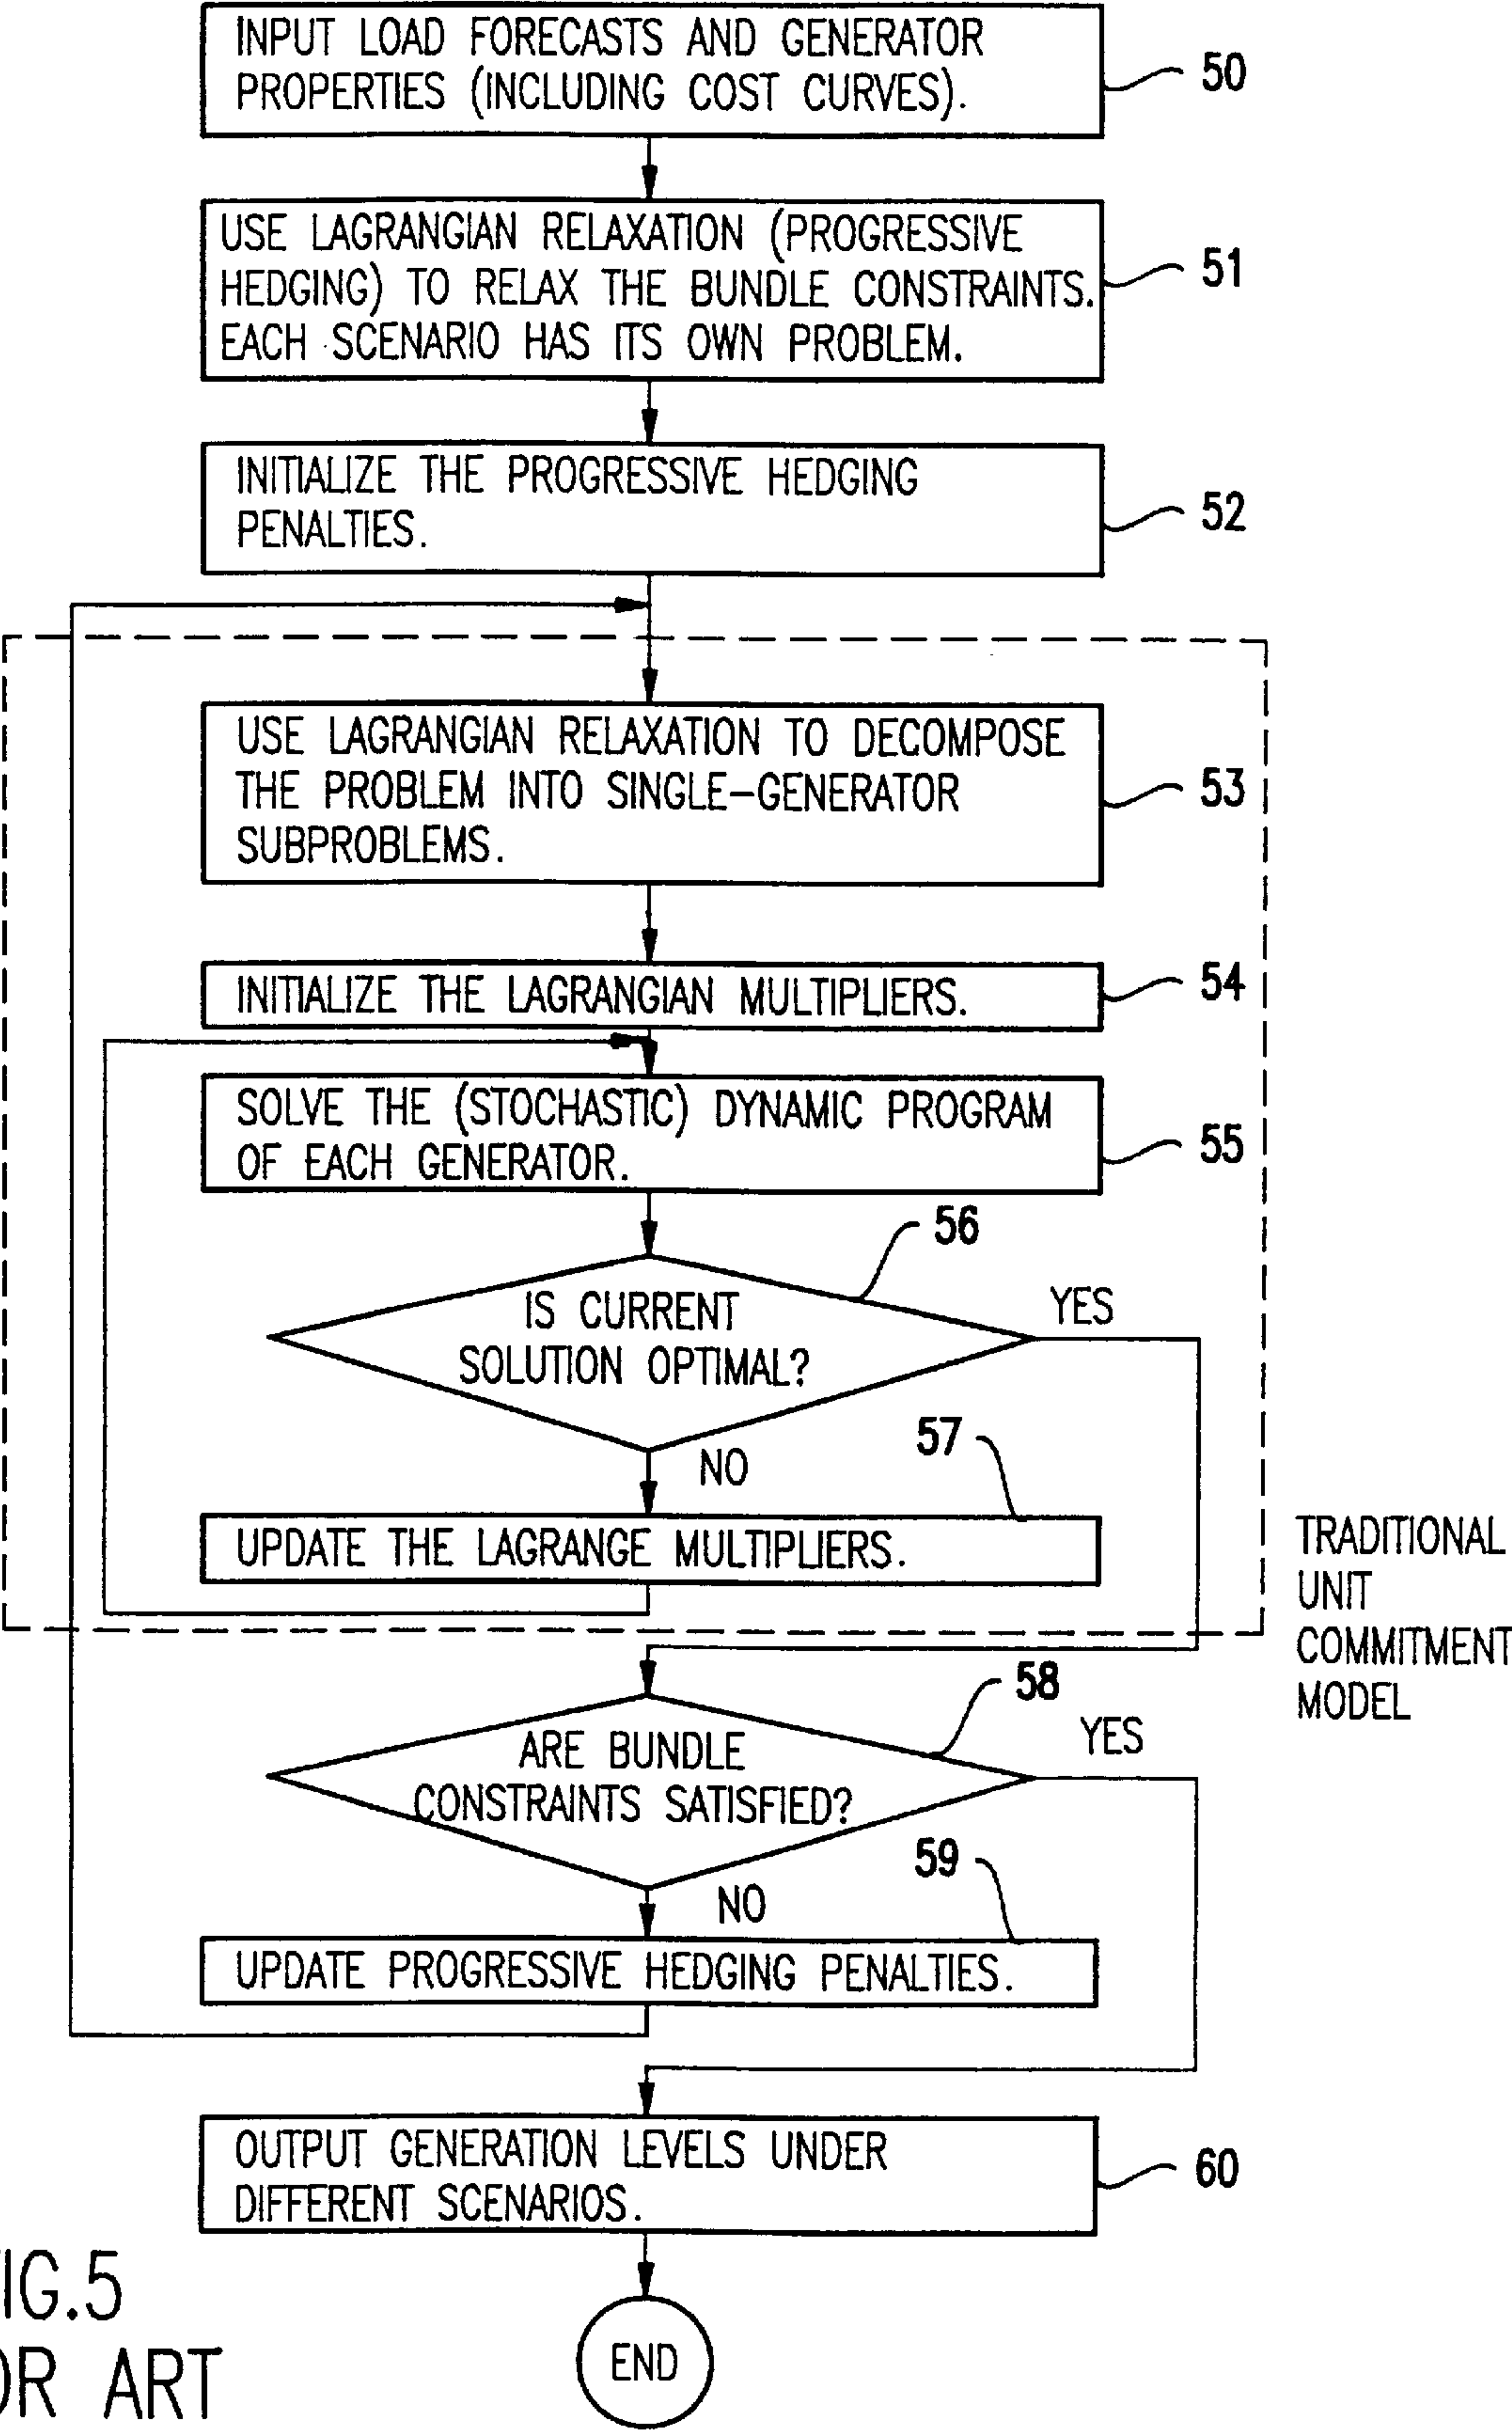 INPUT LOAD FORECASTS AND GENERATOR
PROPERTIES (INCLUDING COST CURVES).
50
USE LAGRANGIAN RELAXATION (PROGRESSIVE
HEDGING) TO RELAX THE BUNDLE CONSTRAINTS.
EACH SCENARIO HAS ITS OWN PROBLEM.
51
INITIALIZE THE PROGRESSIVE HEDGING
PENALTIES.
52
USE LAGRANGIAN RELAXATION TO DECOMPOSE
THE PROBLEM INTO SINGLE-GENERATOR
SUBPROBLEMS.
53
INITIALIZE THE LAGRANGIAN MULTIPLIERS.
54
SOLVE THE (STOCHASTIC) DYNAMIC PROGRAM
OF EACH GENERATOR.
55
56
IS CURRENT
SOLUTION OPTIMAL?
YES
NO
57
UPDATE THE LAGRANGE MULTIPLIERS.
TRADITIONAL
UNIT
COMMITMENT
MODEL
58
ARE BUNDLE
CONSTRAINTS SATISFIED?
YES
NO
59
UPDATE PROGRESSIVE HEDGING PENALTIES.
OUTPUT GENERATION LEVELS UNDER
DIFFERENT SCENARIOS.
60
END
IG.5
OR ART